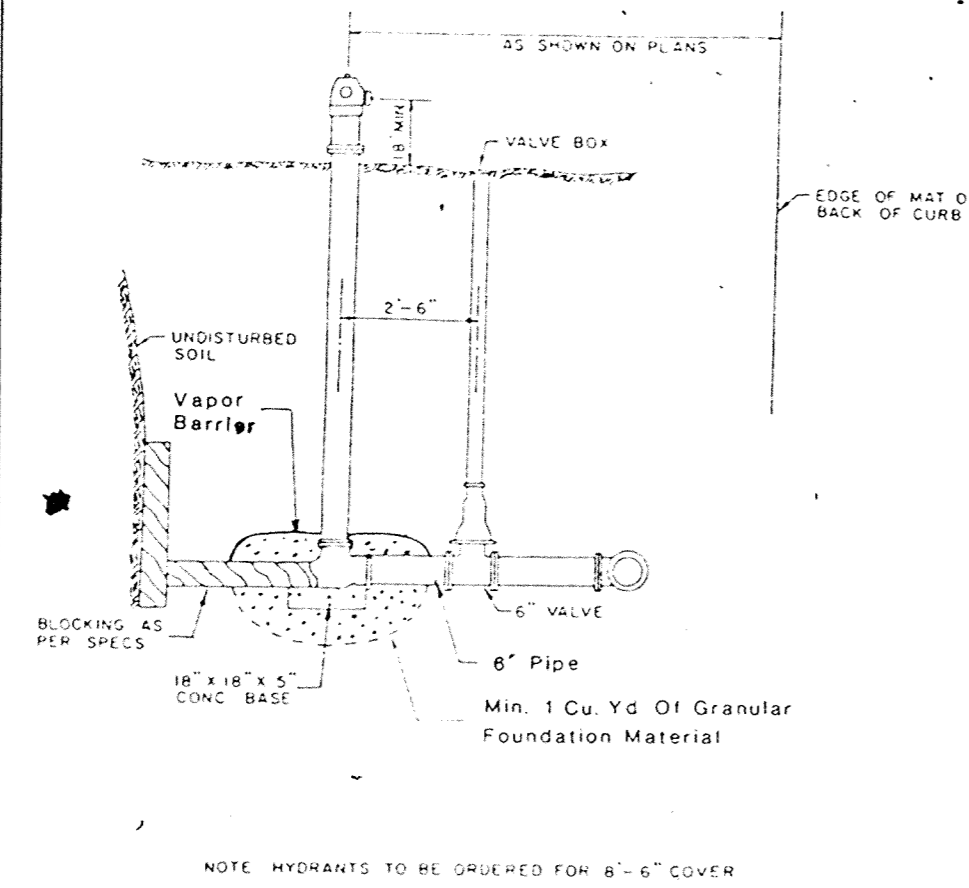 AS SHOWN ON PLANS
18" MIN
VALVE BOX
EDGE OF MAT O
BACK OF CURB
2'-6"
UNDISTURBED
SOIL
Vapor
Barrier
BLOCKING AS
PER SPECS
6" VALVE
18" X 18" X 5"
CONC BASE
6" Pipe
Min. 1 Cu. Yd Of Granular
Foundation Material
NOTE HYDRANTS TO BE ORDERED FOR 8'-6" COVER